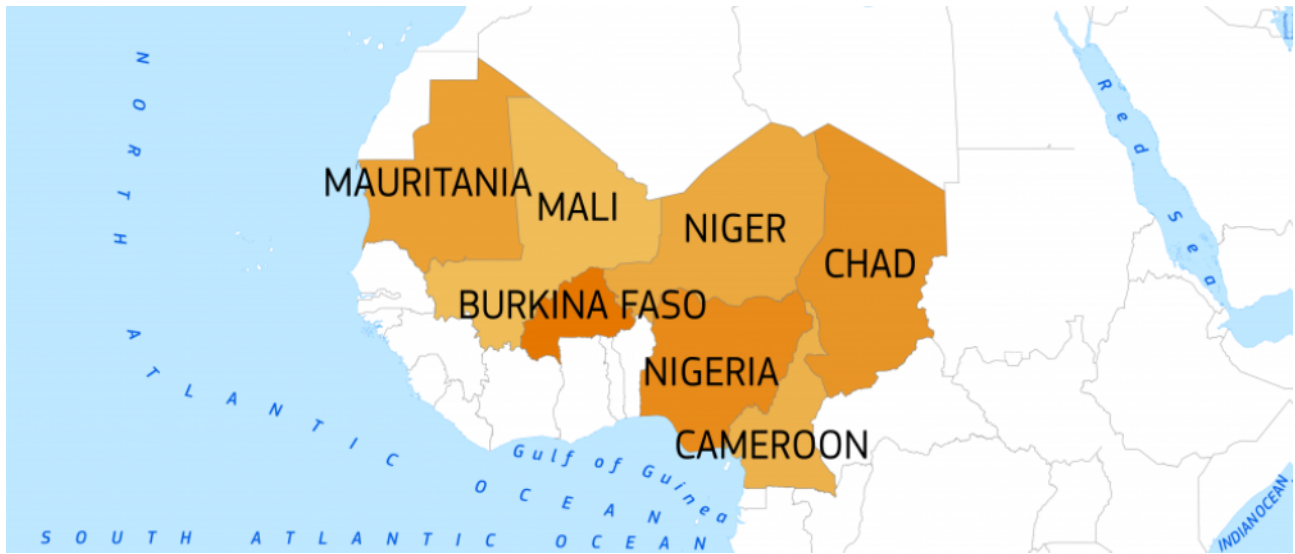 NORTH ATLANTIC OCEAN
Red Sea
MAURITANIA
MALI
NIGER
CHAD
BURKINA FASO
NIGERIA
CAMEROON
Gulf of Guinea
SOUTH ATLANTIC OCEAN
INDIAN OCEAN